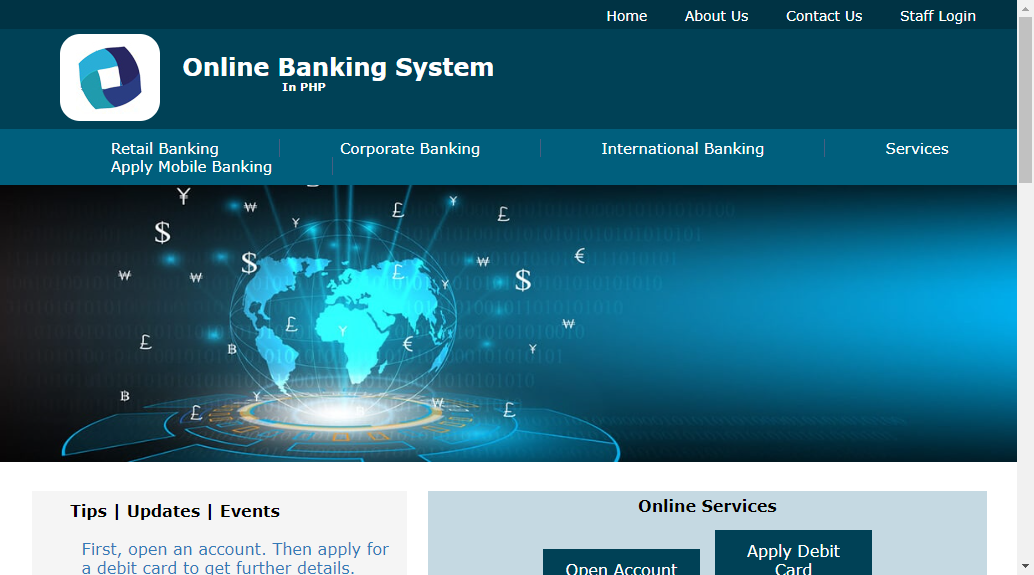 Home About Us Contact Us Staff Login
Online Banking System
In PHP
Retail Banking Corporate Banking International Banking Services
Apply Mobile Banking
Tips | Updates | Events
First, open an account. Then apply for
a debit card to get further details.
Online Services
Open Account
Apply Debit
Card